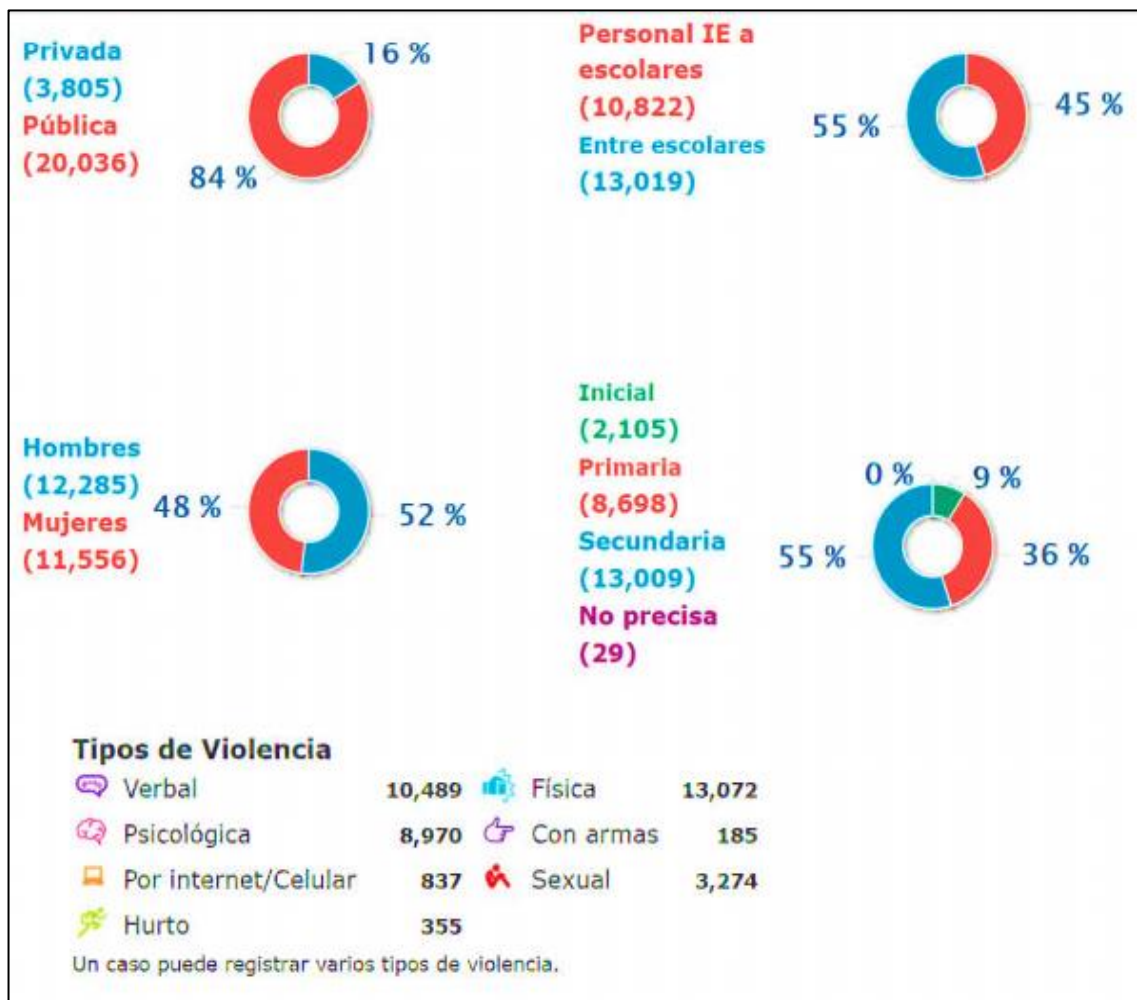 Privada
(3,805)
Pública
(20,036)
16 %
84 %
Personal IE a
escolares
(10,822)
Entre escolares
(13,019)
55 %
45 %
Hombres
(12,285)
Mujeres
(11,556)
48 %
52 %
Inicial
(2,105)
Primaria
(8,698)
Secundaria
(13,009)
No precisa
(29)
0 %
9 %
55 %
36 %
Tipos de Violencia
Verbal 10,489 Física 13,072
Psicológica 8,970 Con armas 185
Por internet/Celular 837 Sexual 3,274
Hurto 355
Un caso puede registrar varios tipos de violencia.